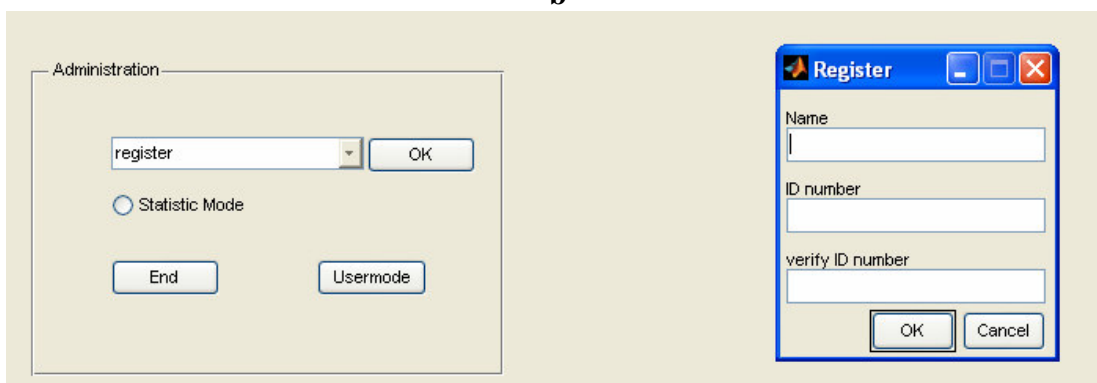 Administration
register
OK
Statistic Mode
End
Usermode
Register
Name
ID number
verify ID number
OK
Cancel